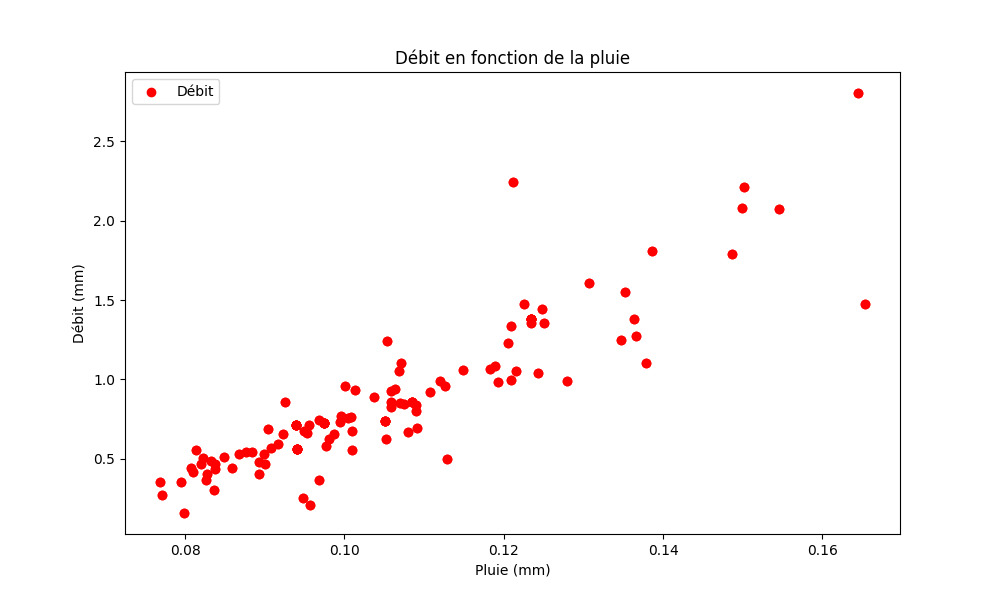 Débit en fonction de la pluie
Débit
2.5
2.0
1.5
1.0
0.5
Débit (mm)
0.08 0.10 0.12 0.14 0.16
Pluie (mm)